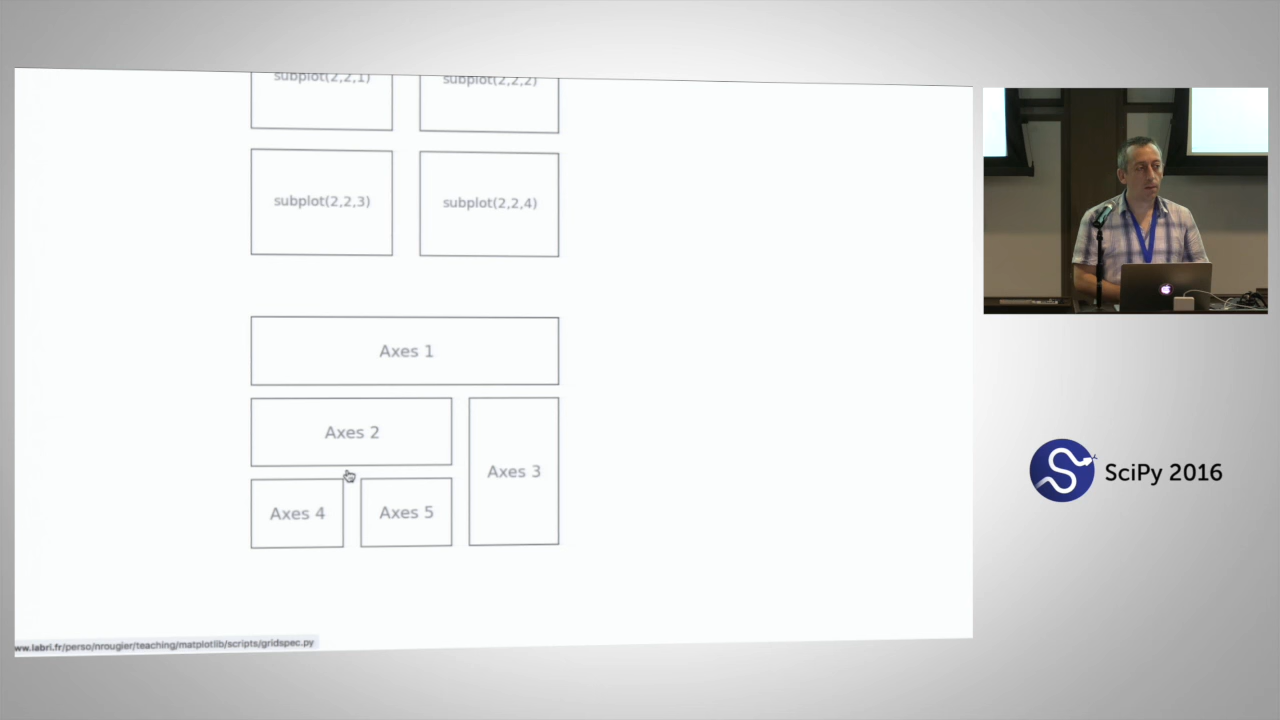 subplot(2,2,1)
subplot(2,2,2)
subplot(2,2,3)
subplot(2,2,4)
Axes 1
Axes 2
Axes 3
Axes 4
Axes 5
ww.labri.fr/perso/nrougier/teaching/matplotlib/scripts/gridspec.py
SciPy 2016